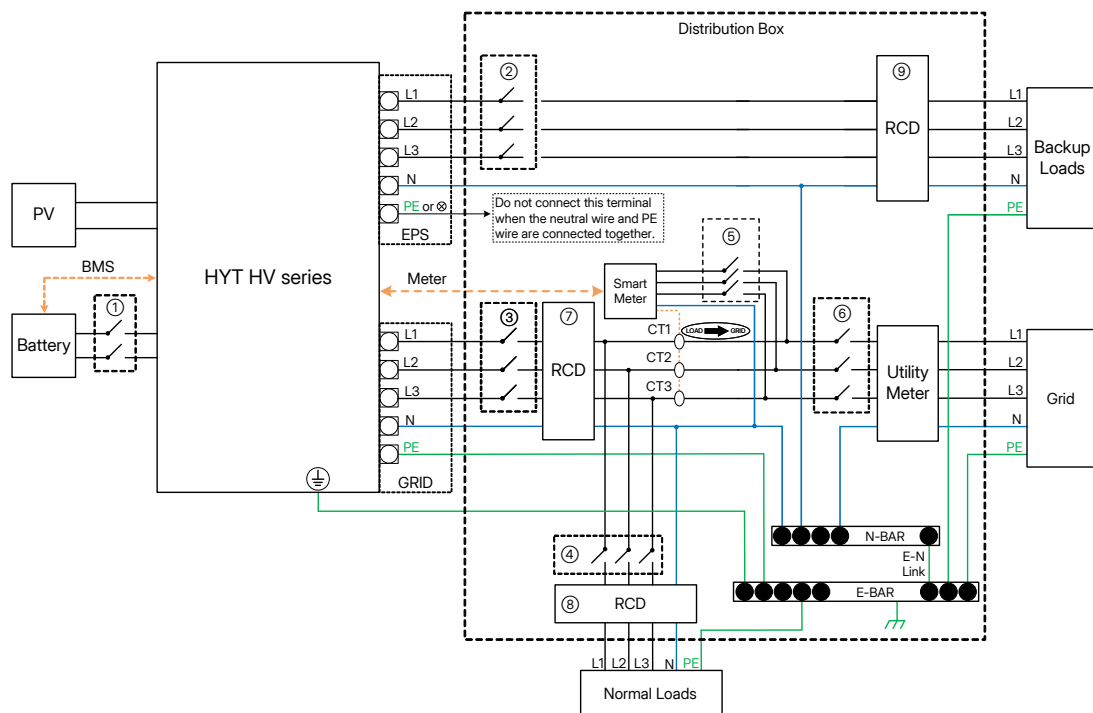 Distribution Box
②
⑨
L1
L2
L3
N
PE or ⊗
EPS
RCD
L1
L2
L3
N
PE
Backup
Loads
Do not connect this terminal
when the neutral wire and PE
wire are connected together.
PV
BMS
①
Battery
HYT HV series
Meter
Smart
Meter
⑤
③
⑦
RCD
CT1
CT2
CT3
LOAD
GRID
⑥
Utility
Meter
L1
L2
L3
N
PE
GRID
L1
L2
L3
N
PE
Grid
④
⑧
RCD
N-BAR
E-N
Link
E-BAR
L1
L2
L3
N
PE
Normal Loads